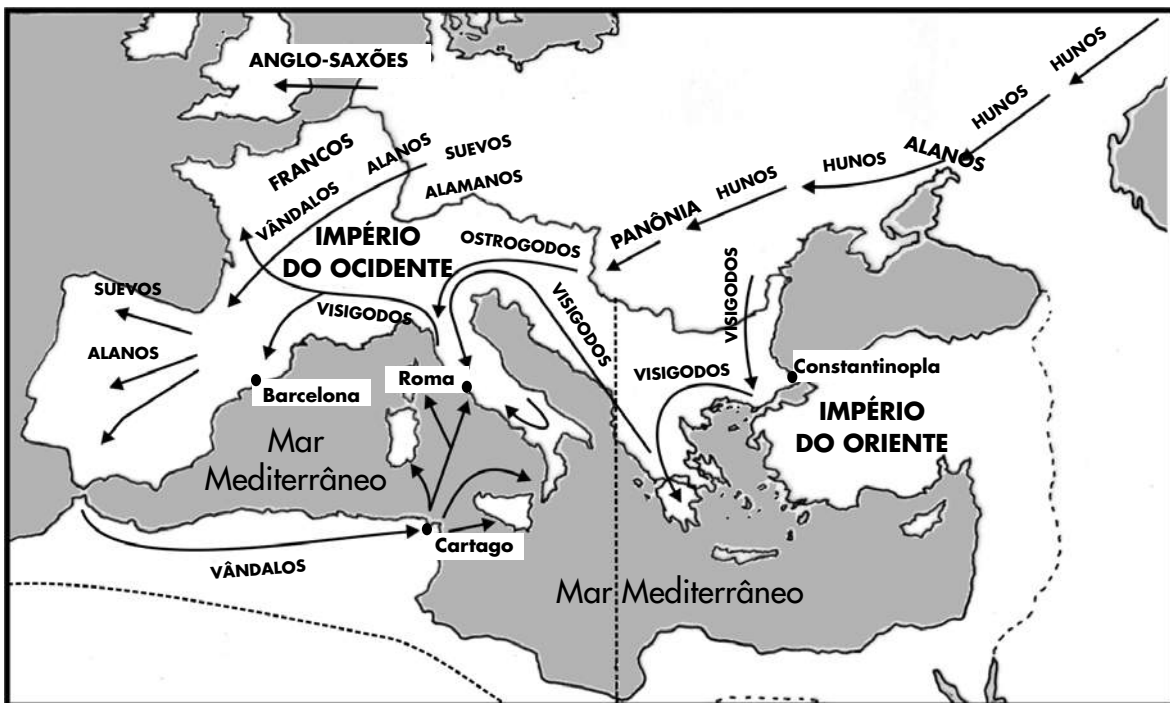 ANGLO-SAXÕES
HUNOS
HUNOS
ALANOS
HUNOS
HUNOS
PANÔNIA
FRANCOS
ALANOS
SUEVOS
VÂNDALOS
ALAMANOS
IMPÉRIO
DO OCIDENTE
OSTROGODOS
SUEVOS
VISIGODOS
VISIGODOS
VISIGODOS
ALANOS
VISIGODOS
Constantinopla
Roma
Barcelona
IMPÉRIO
DO ORIENTE
Mar
Mediterrâneo
Cartago
VÂNDALOS
Mar Mediterrâneo